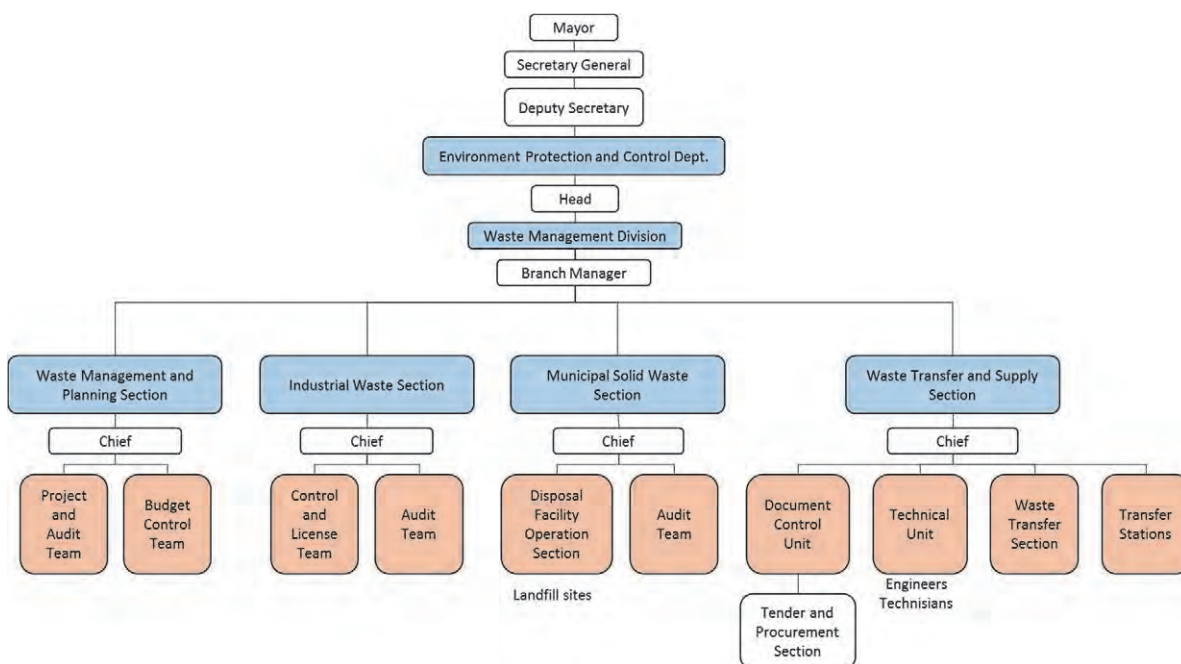 Mayor
Secretary General
Deputy Secretary
Environment Protection and Control Dept.
Head
Waste Management Division
Branch Manager
Waste Management and
Planning Section
Industrial Waste Section
Municipal Solid Waste
Section
Waste Transfer and Supply
Section
Chief
Chief
Chief
Chief
Project
and
Audit
Team
Budget
Control
Team
Control
and
License
Team
Audit
Team
Disposal
Facility
Operation
Section
Audit
Team
Document
Control
Unit
Technical
Unit
Waste
Transfer
Section
Transfer
Stations
Landfill sites
Engineers
Technisians
Tender and
Procurement
Section